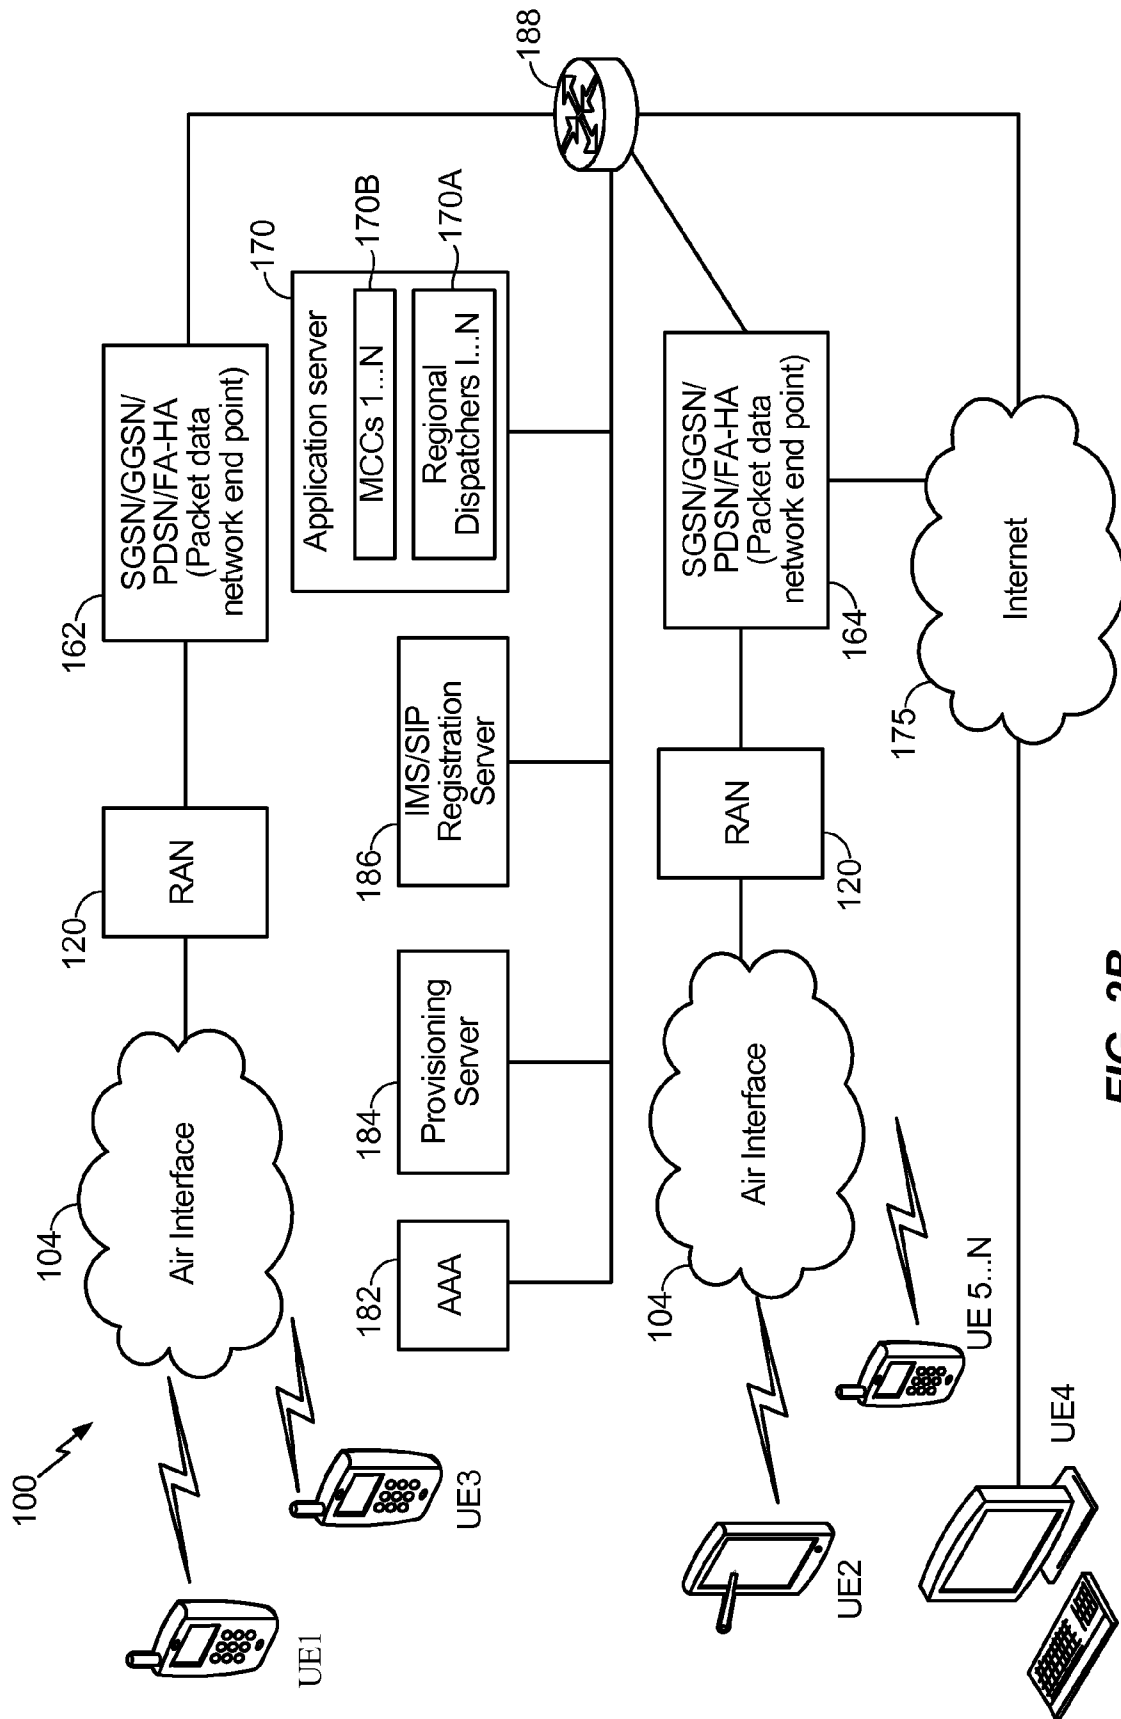 100
104
Air Interface
120
RAN
162
SGSN/GGSN/
PDSN/FA-HA
(Packet data
network end point)
UE1
UE3
182
AAA
184
Provisioning
Server
186
IMS/SIP
Registration
Server
170
Application server
MCCs 1...N
170B
Regional
Dispatchers I...N
170A
188
UE2
104
Air Interface
UE 5...N
RAN
120
SGSN/GGSN/
PDSN/FA-HA
(Packet data
network end point)
164
UE4
175
Internet